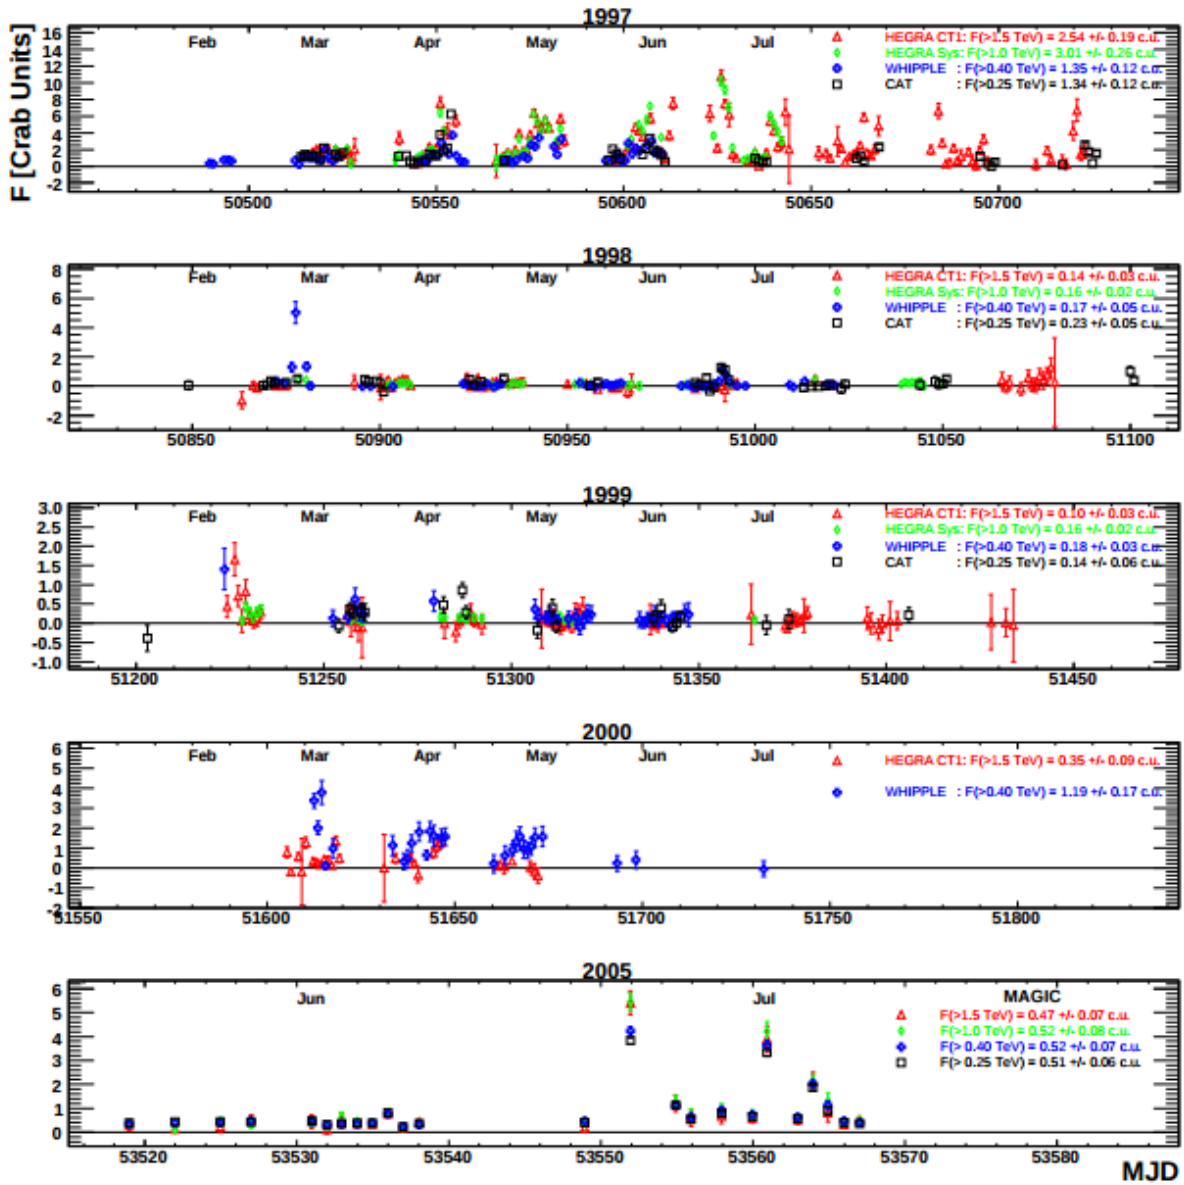 1997
F [Crab Units]
Feb Mar Apr May Jun Jul
HEGRA CT1: F(>1.5 TeV) = 2.54 +/- 0.19 c.u.
HEGRA Sys: F(>1.0 TeV) = 3.01 +/- 0.26 c.u.
WHIPPLE : F(>0.40 TeV) = 1.35 +/- 0.12 c.u.
CAT : F(>0.25 TeV) = 1.34 +/- 0.12 c.u.
16
14
12
10
8
6
4
2
0
-2
50500 50550 50600 50650 50700
1998
Feb Mar Apr May Jun Jul
HEGRA CT1: F(>1.5 TeV) = 0.14 +/- 0.03 c.u.
HEGRA Sys: F(>1.0 TeV) = 0.16 +/- 0.02 c.u.
WHIPPLE : F(>0.40 TeV) = 0.17 +/- 0.05 c.u.
CAT : F(>0.25 TeV) = 0.23 +/- 0.05 c.u.
8
6
4
2
0
-2
50850 50900 50950 51000 51050 51100
1999
Feb Mar Apr May Jun Jul
HEGRA CT1: F(>1.5 TeV) = 0.10 +/- 0.03 c.u.
HEGRA Sys: F(>1.0 TeV) = 0.16 +/- 0.02 c.u.
WHIPPLE : F(>0.40 TeV) = 0.18 +/- 0.03 c.u.
CAT : F(>0.25 TeV) = 0.14 +/- 0.06 c.u.
3.0
2.5
2.0
1.5
1.0
0.5
0.0
-0.5
-1.0
51200 51250 51300 51350 51400 51450
2000
Feb Mar Apr May Jun Jul
HEGRA CT1: F(>1.5 TeV) = 0.35 +/- 0.09 c.u.
WHIPPLE : F(>0.40 TeV) = 1.19 +/- 0.17 c.u.
6
5
4
3
2
1
0
-1
-2
51550 51600 51650 51700 51750 51800
2005
Jun Jul
MAGIC
F(>1.5 TeV) = 0.47 +/- 0.07 c.u.
F(>1.0 TeV) = 0.52 +/- 0.08 c.u.
F(> 0.40 TeV) = 0.52 +/- 0.07 c.u.
F(> 0.25 TeV) = 0.51 +/- 0.06 c.u.
6
5
4
3
2
1
0
53520 53530 53540 53550 53560 53570 53580
MJD